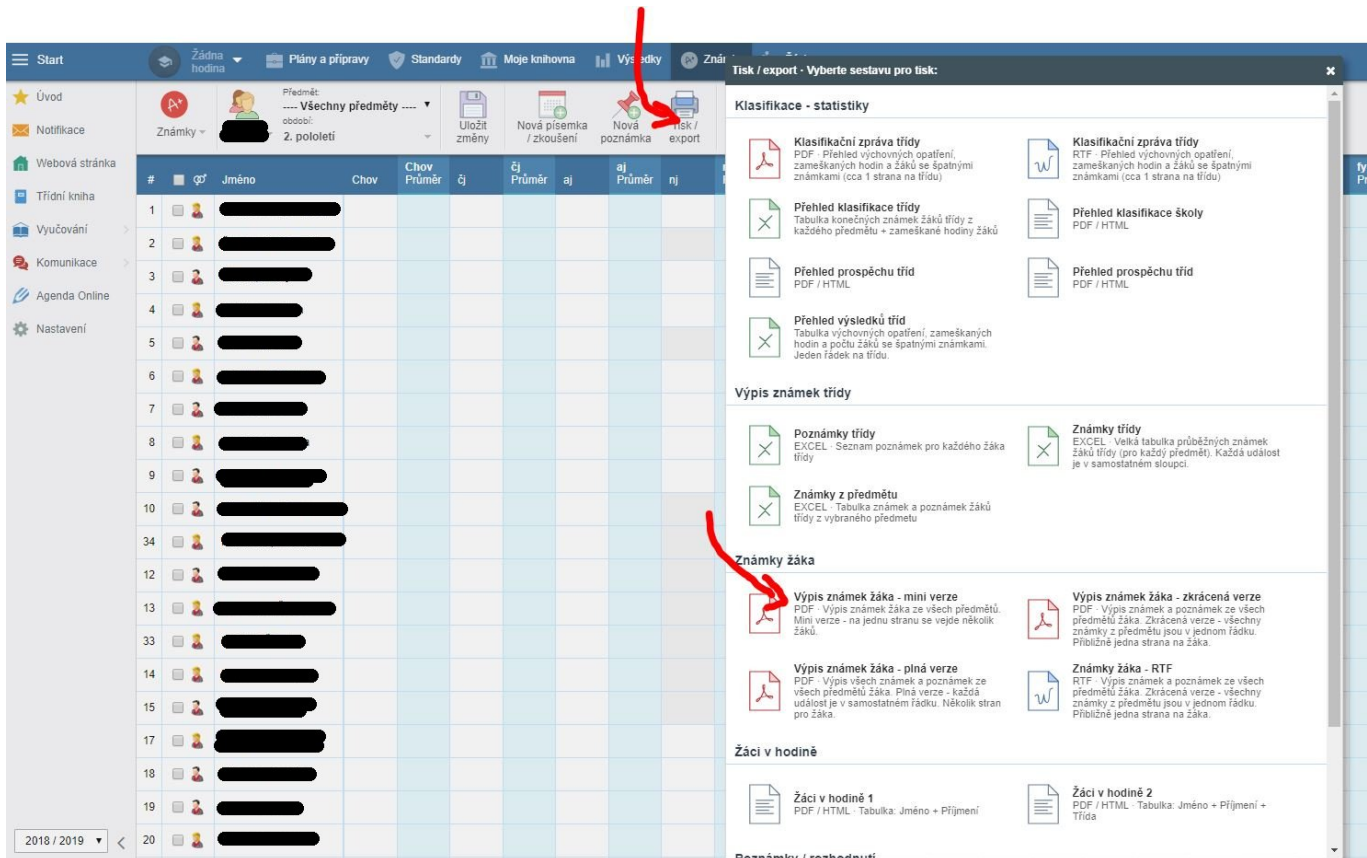 Start
Žádná
hodina
Plány a přípravy
Standardy
Moje knihovna
Výsledky
Úvod
Notifikace
Webová stránka
Třídní kniha
Vyučování
Komunikace
Agenda Online
Nastavení
2018 / 2019
Známky
Předmět:
---- Všechny předměty ----
období:
2. pololetí
Uložit
změny
Nová písemka
/ zkoušení
Nová
poznámka
Tisk /
export
# Jméno Chov Chov Průměr čj čj Průměr aj aj Průměr nj
1
2
3
4
5
6
7
8
9
10
34
12
13
33
14
15
17
18
19
20
Tisk / export - Vyberte sestavu pro tisk:
Klasifikace - statistiky
Klasifikační zpráva třídy
PDF - Přehled výchovných opatření,
zameškaných hodin a žáků se špatnými
známkami (cca 1 strana na třídu)
Klasifikační zpráva třídy
RTF - Přehled výchovných opatření,
zameškaných hodin a žáků se špatnými
známkami (cca 1 strana na třídu)
Přehled klasifikace třídy
Tabulka konečných známek žáků třídy z
každého předmětu + zameškané hodiny žáků
Přehled klasifikace školy
PDF / HTML
Přehled prospěchu tříd
PDF / HTML
Přehled prospěchu tříd
PDF / HTML
Přehled výsledků tříd
Tabulka výchovných opatření, zameškaných
hodin a počtu žáků se špatnými známkami.
Jeden řádek na třídu.
Výpis známek třídy
Poznámky třídy
EXCEL - Seznam poznámek pro každého žáka
třídy
Známky třídy
EXCEL - Velká tabulka průběžných známek
žáků třídy (pro každý předmět). Každá událost
je v samostatném sloupci.
Známky z předmětu
EXCEL - Tabulka známek a poznámek žáků
třídy z vybraného předmetu
Známky žáka
Výpis známek žáka - mini verze
PDF - Výpis známek žáka ze všech předmětů.
Mini verze - na jednu stranu se vejde několik
žáků.
Výpis známek žáka - zkrácená verze
PDF - Výpis známek a poznámek ze všech
předmětů žáka. Zkrácená verze - všechny
známky z předmětu jsou v jednom řádku.
Přibližně jedna strana na žáka.
Výpis známek žáka - plná verze
PDF - Výpis všech známek a poznámek ze
všech předmětů žáka. Plná verze - každá
událost je v samostatném řádku. Několik stran
pro žáka.
Známky žáka - RTF
RTF - Výpis známek a poznámek ze všech
předmětů žáka. Zkrácená verze - všechny
známky z předmětu jsou v jednom řádku.
Přibližně jedna strana na žáka.
Žáci v hodině
Žáci v hodině 1
PDF / HTML - Tabulka: Jméno + Příjmení
Žáci v hodině 2
PDF / HTML - Tabulka: Jméno + Příjmení +
Třída
Poznámky / rozhodnutí